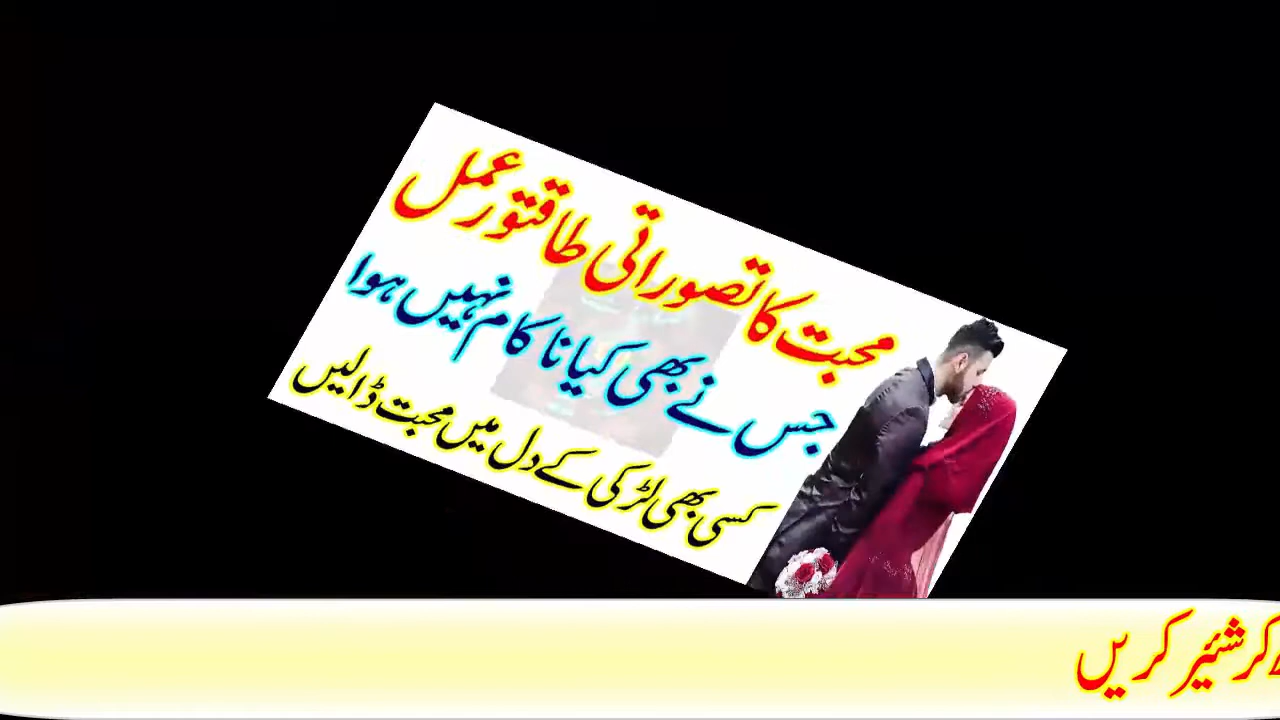 محبت کا تصوراتی طاقتور عمل
جس نے بھی کیا ناکام نہیں ہوا
کسی بھی لڑکی کے دل میں محبت ڈالیں
کر شئیر کریں